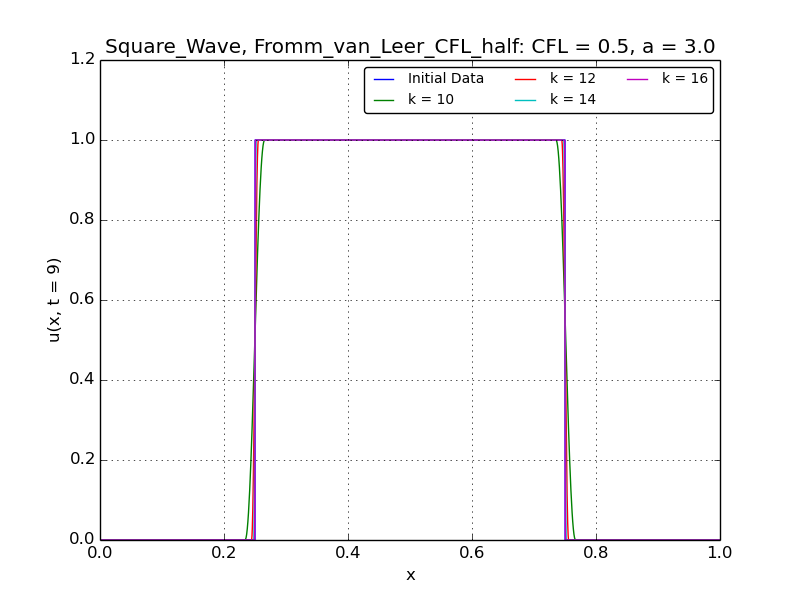 Square_Wave, Fromm_van_Leer_CFL_half: CFL = 0.5, a = 3.0
1.2
Initial Data
k = 12
k = 16
k = 10
k = 14
1.0
0.8
0.6
0.4
0.2
0.0
u(x, t = 9)
0.0
0.2
0.4
0.6
0.8
1.0
x